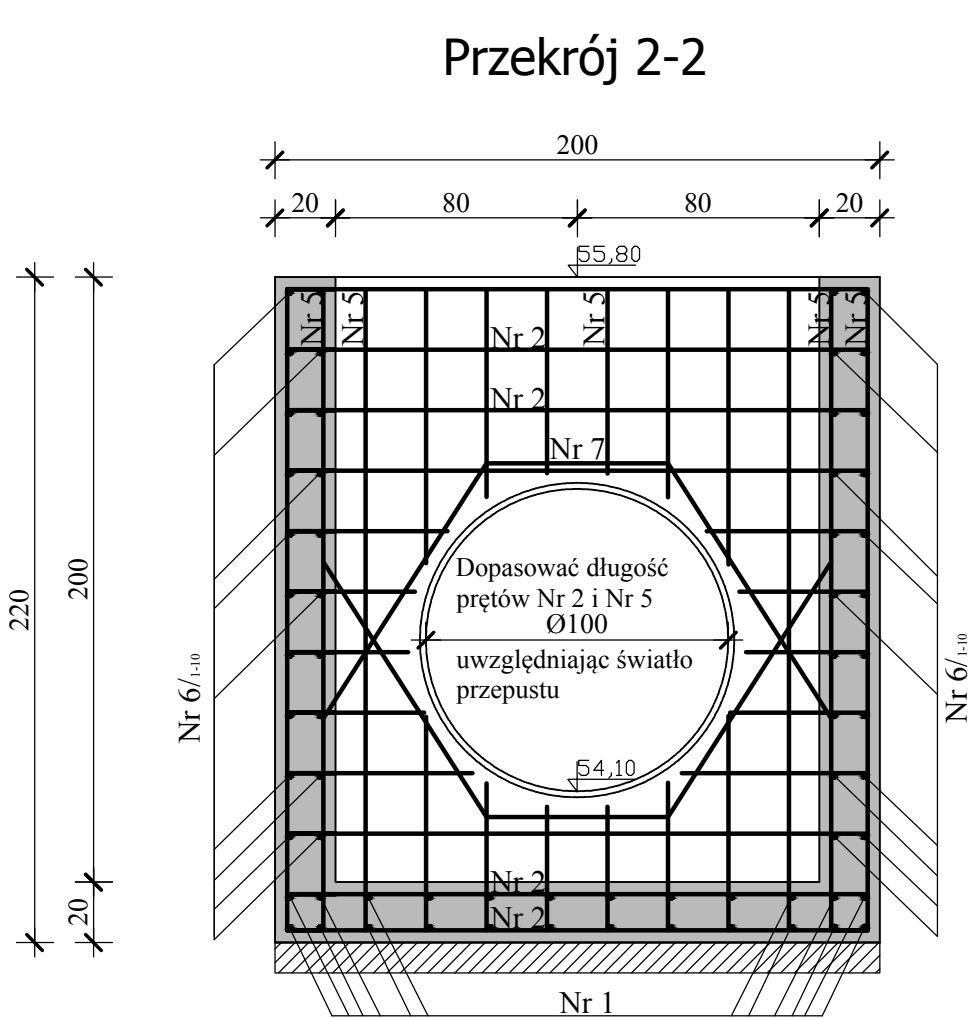 Przekrój 2-2
200
20
80
80
20
55,80
Nr 5
Nr 5
Nr 5
Nr 5
Nr 5
Nr 2
Nr 2
Nr 7
Dopasować długość
prętów Nr 2 i Nr 5
Ø100
uwzględniając światło
przepustu
54,10
220
200
20
Nr 6/1-10
Nr 6/1-10
Nr 2
Nr 2
Nr 1